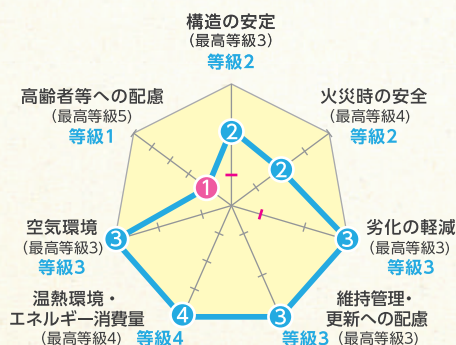 構造の安定
（最高等級3）
等級2
高齢者等への配慮
（最高等級5）
等級1
火災時の安全
（最高等級4）
等級2
2
2
1
空気環境
（最高等級3）
等級3
3
3
劣化の軽減
（最高等級3）
等級3
温熱環境・
エネルギー消費量
（最高等級4） 等級4
4
3
維持管理・
更新への配慮
等級3 （最高等級3）